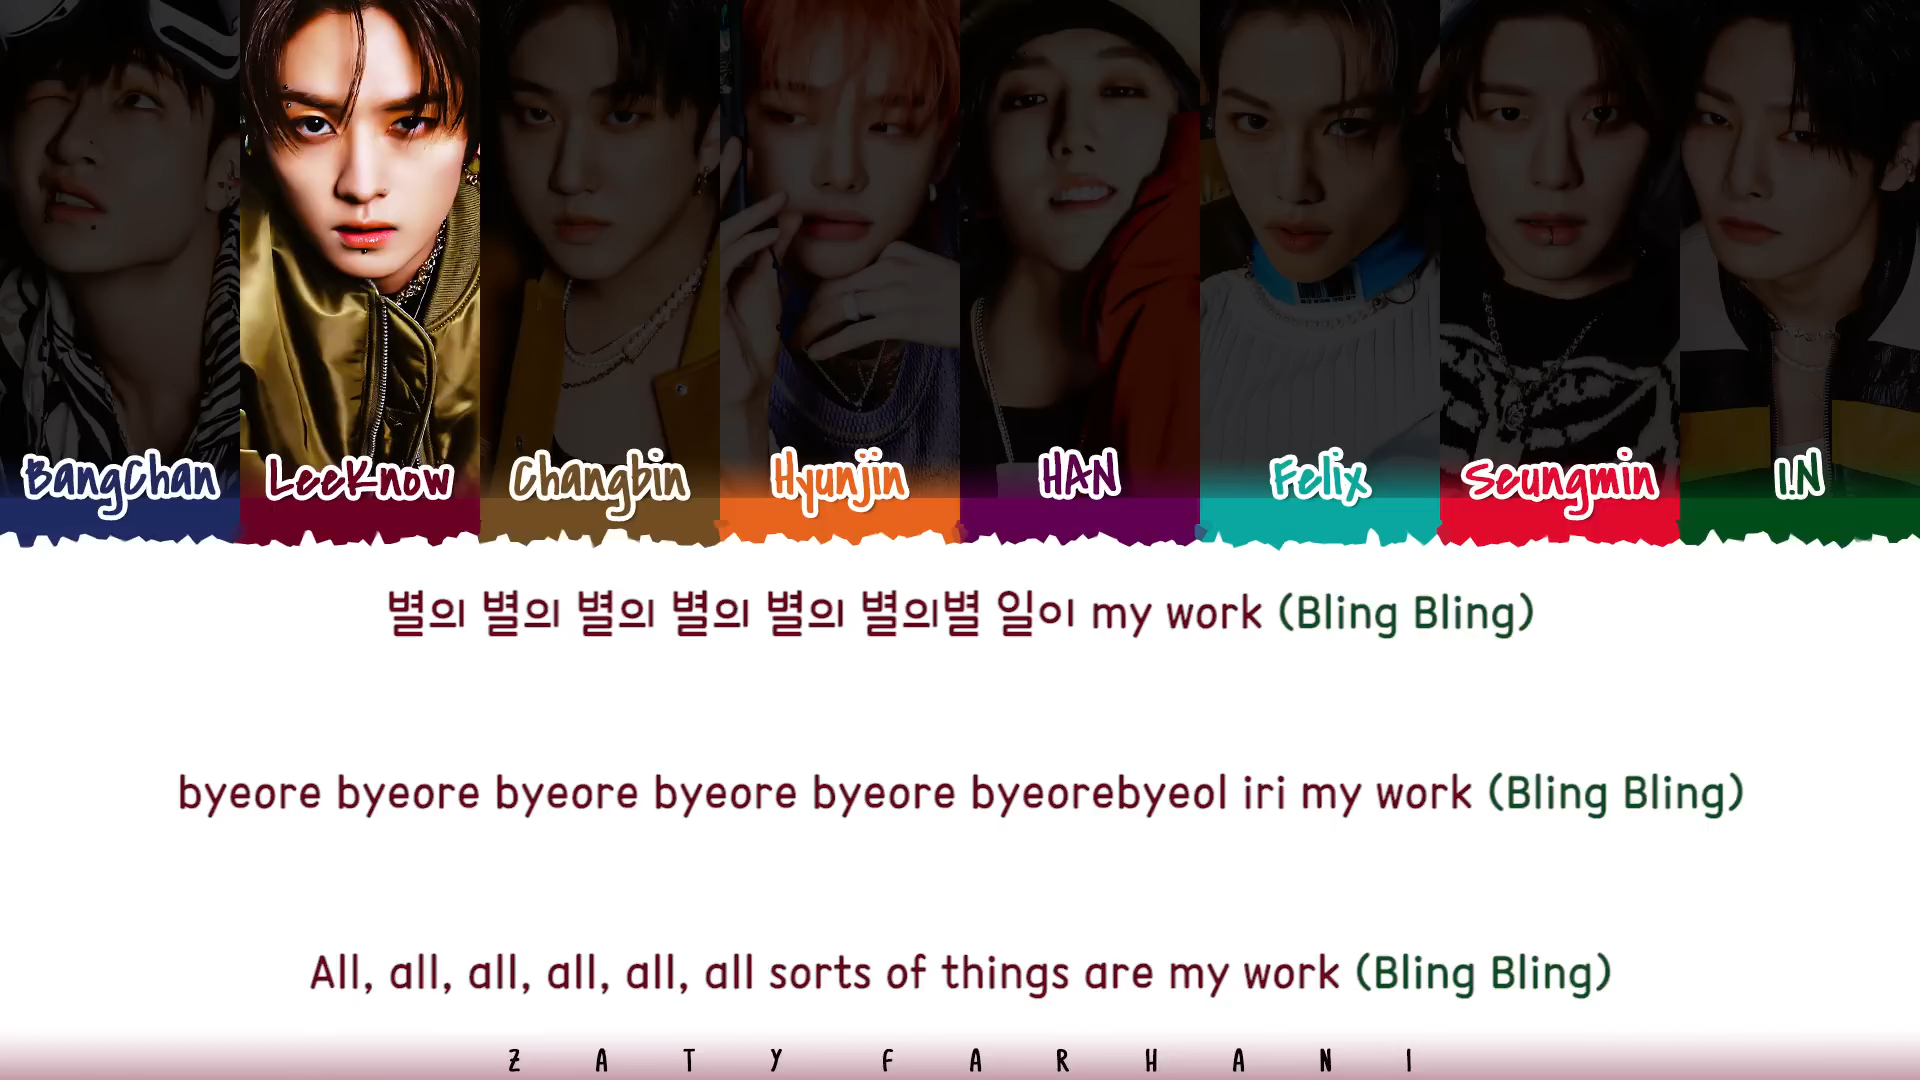 BangChan LeeKnow Changbin Hyunjin HAN Felix Seungmin I.N
별의 별의 별의 별의 별의 별의별 일이 my work (Bling Bling)
byeore byeore byeore byeore byeore byeorebyeol iri my work (Bling Bling)
All, all, all, all, all, all sorts of things are my work (Bling Bling)
ZATY FARHANI